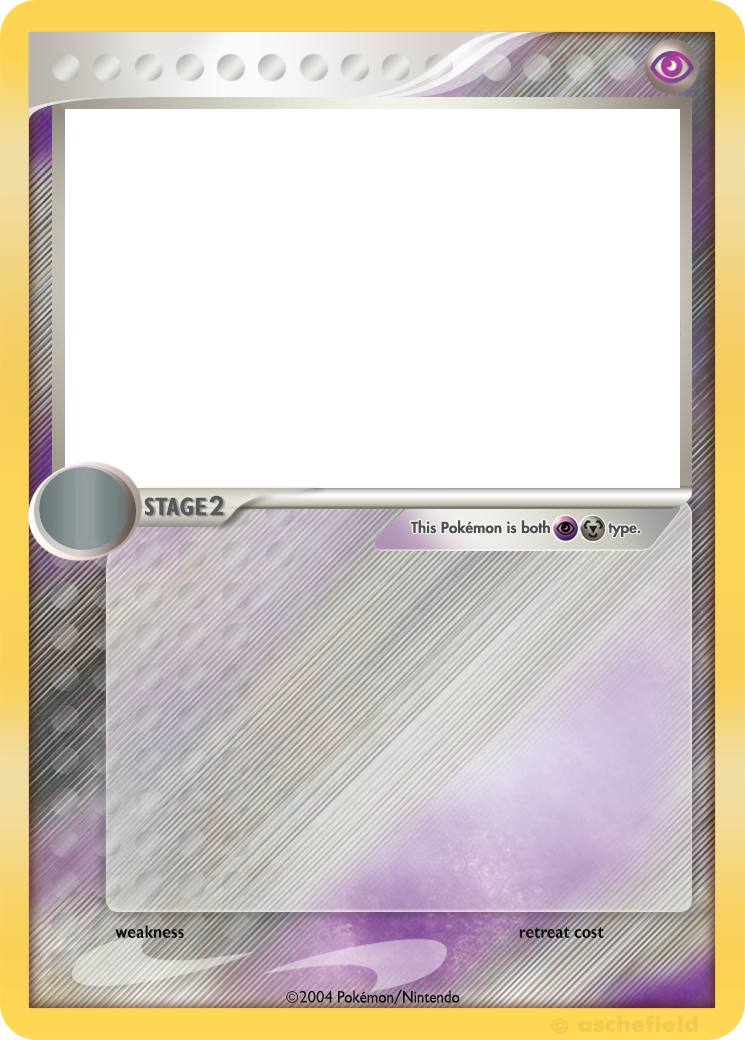 STAGE2
This Pokémon is both type.
weakness
retreat cost
©2004 Pokémon/Nintendo
© aschefield